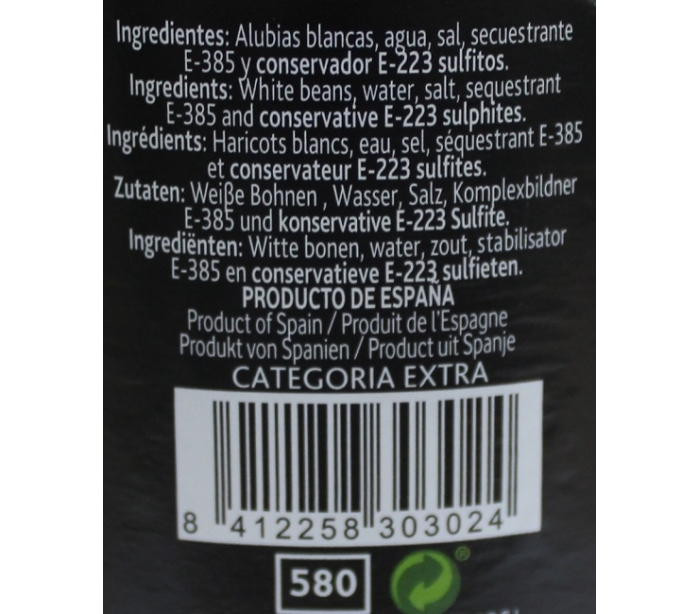 Ingredientes: Alubias blancas, agua, sal, secuestrante
E-385 y conservador E-223 sulfitos.
Ingredients: White beans, water, salt, sequestrant
E-385 and conservative E-223 sulphites.
Ingrédients: Haricots blancs, eau, sel, séquestrant E-385
et conservateur E-223 sulfites.
Zutaten: Weiße Bohnen , Wasser, Salz, Komplexbildner
E-385 und konservative E-223 Sulfite.
Ingrediënten: Witte bonen, water, zout, stabilisator
E-385 en conservatieve E-223 sulfieten.
PRODUCTO DE ESPAÑA
Product of Spain / Produit de l'Espagne
Produkt von Spanien / Product uit Spanje
CATEGORIA EXTRA
8 412258 303024
580 ®